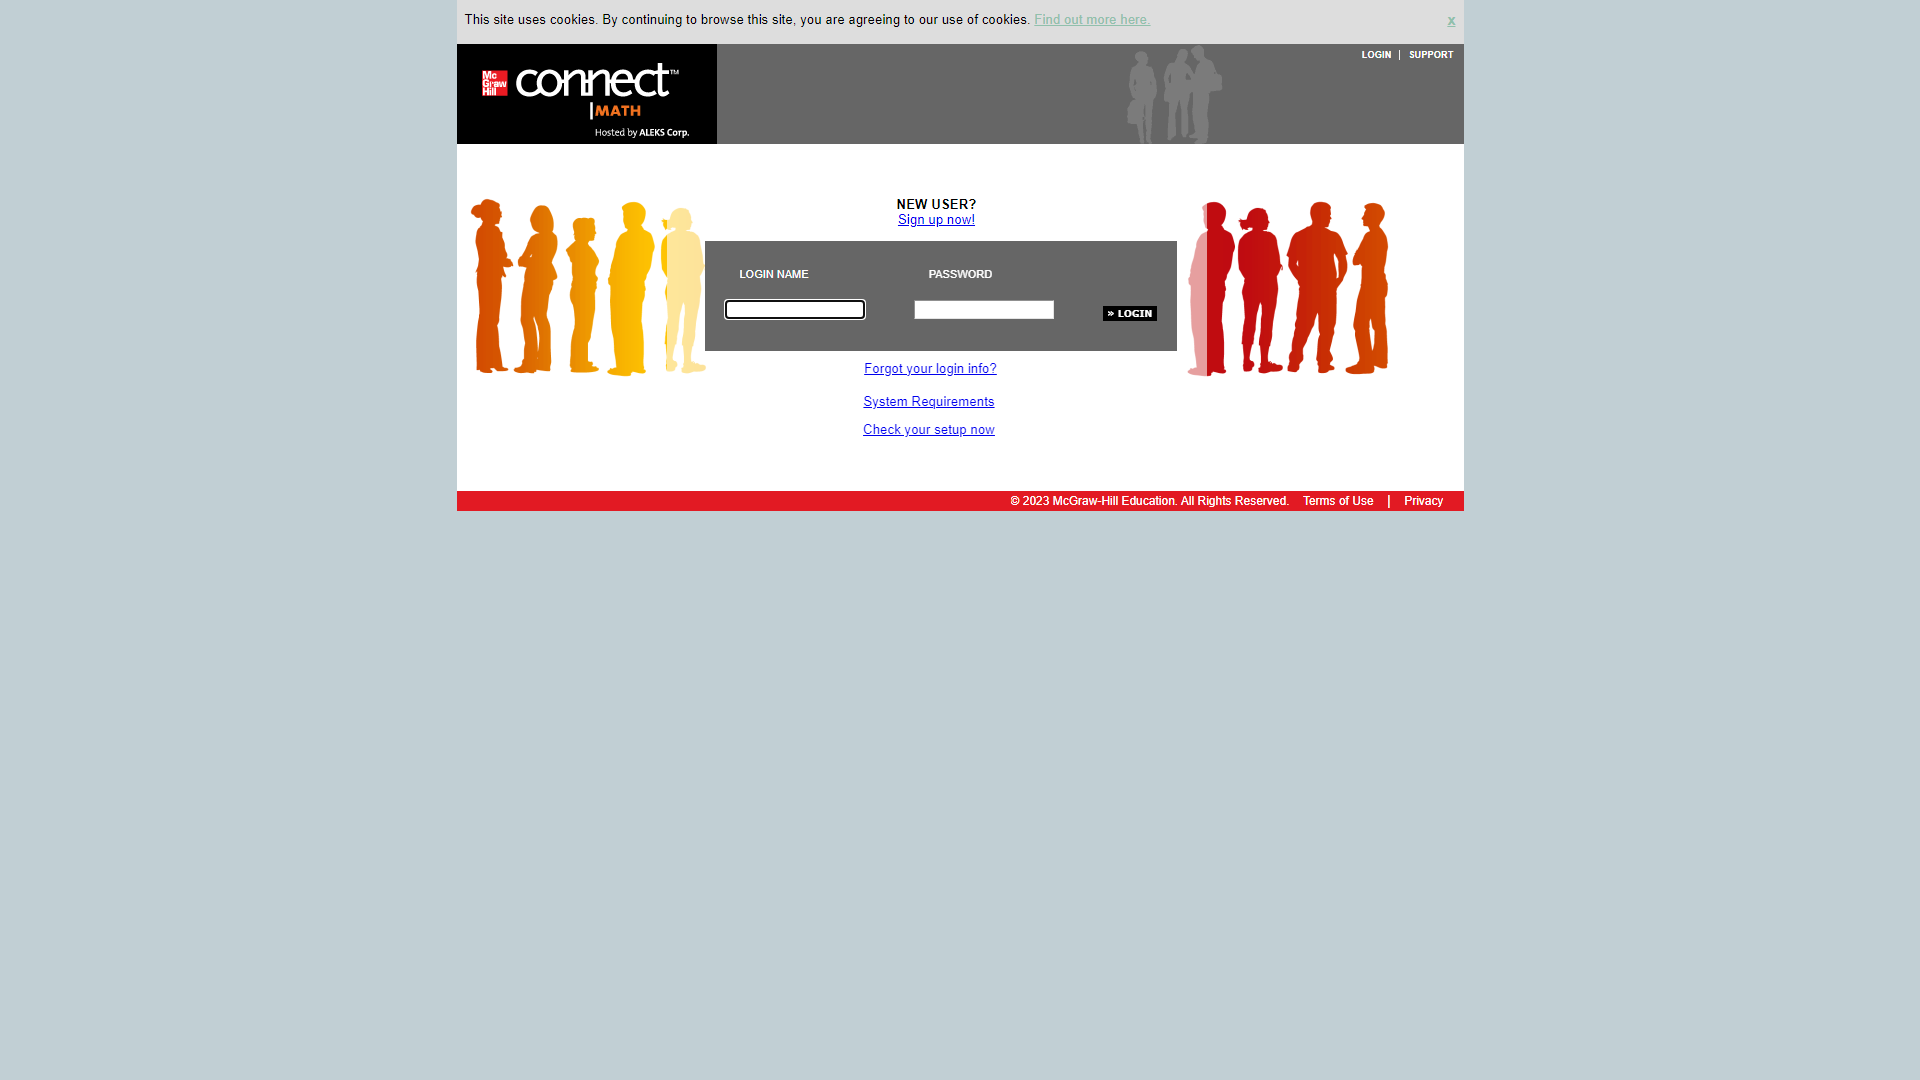 This site uses cookies. By continuing to browse this site, you are agreeing to our use of cookies. Find out more here. x
LOGIN | SUPPORT
Mc
Graw
Hill
connect™
|MATH
Hosted by ALEKS Corp.
NEW USER?
Sign up now!
LOGIN NAME PASSWORD
» LOGIN
Forgot your login info?
System Requirements
Check your setup now
© 2023 McGraw-Hill Education. All Rights Reserved. Terms of Use | Privacy